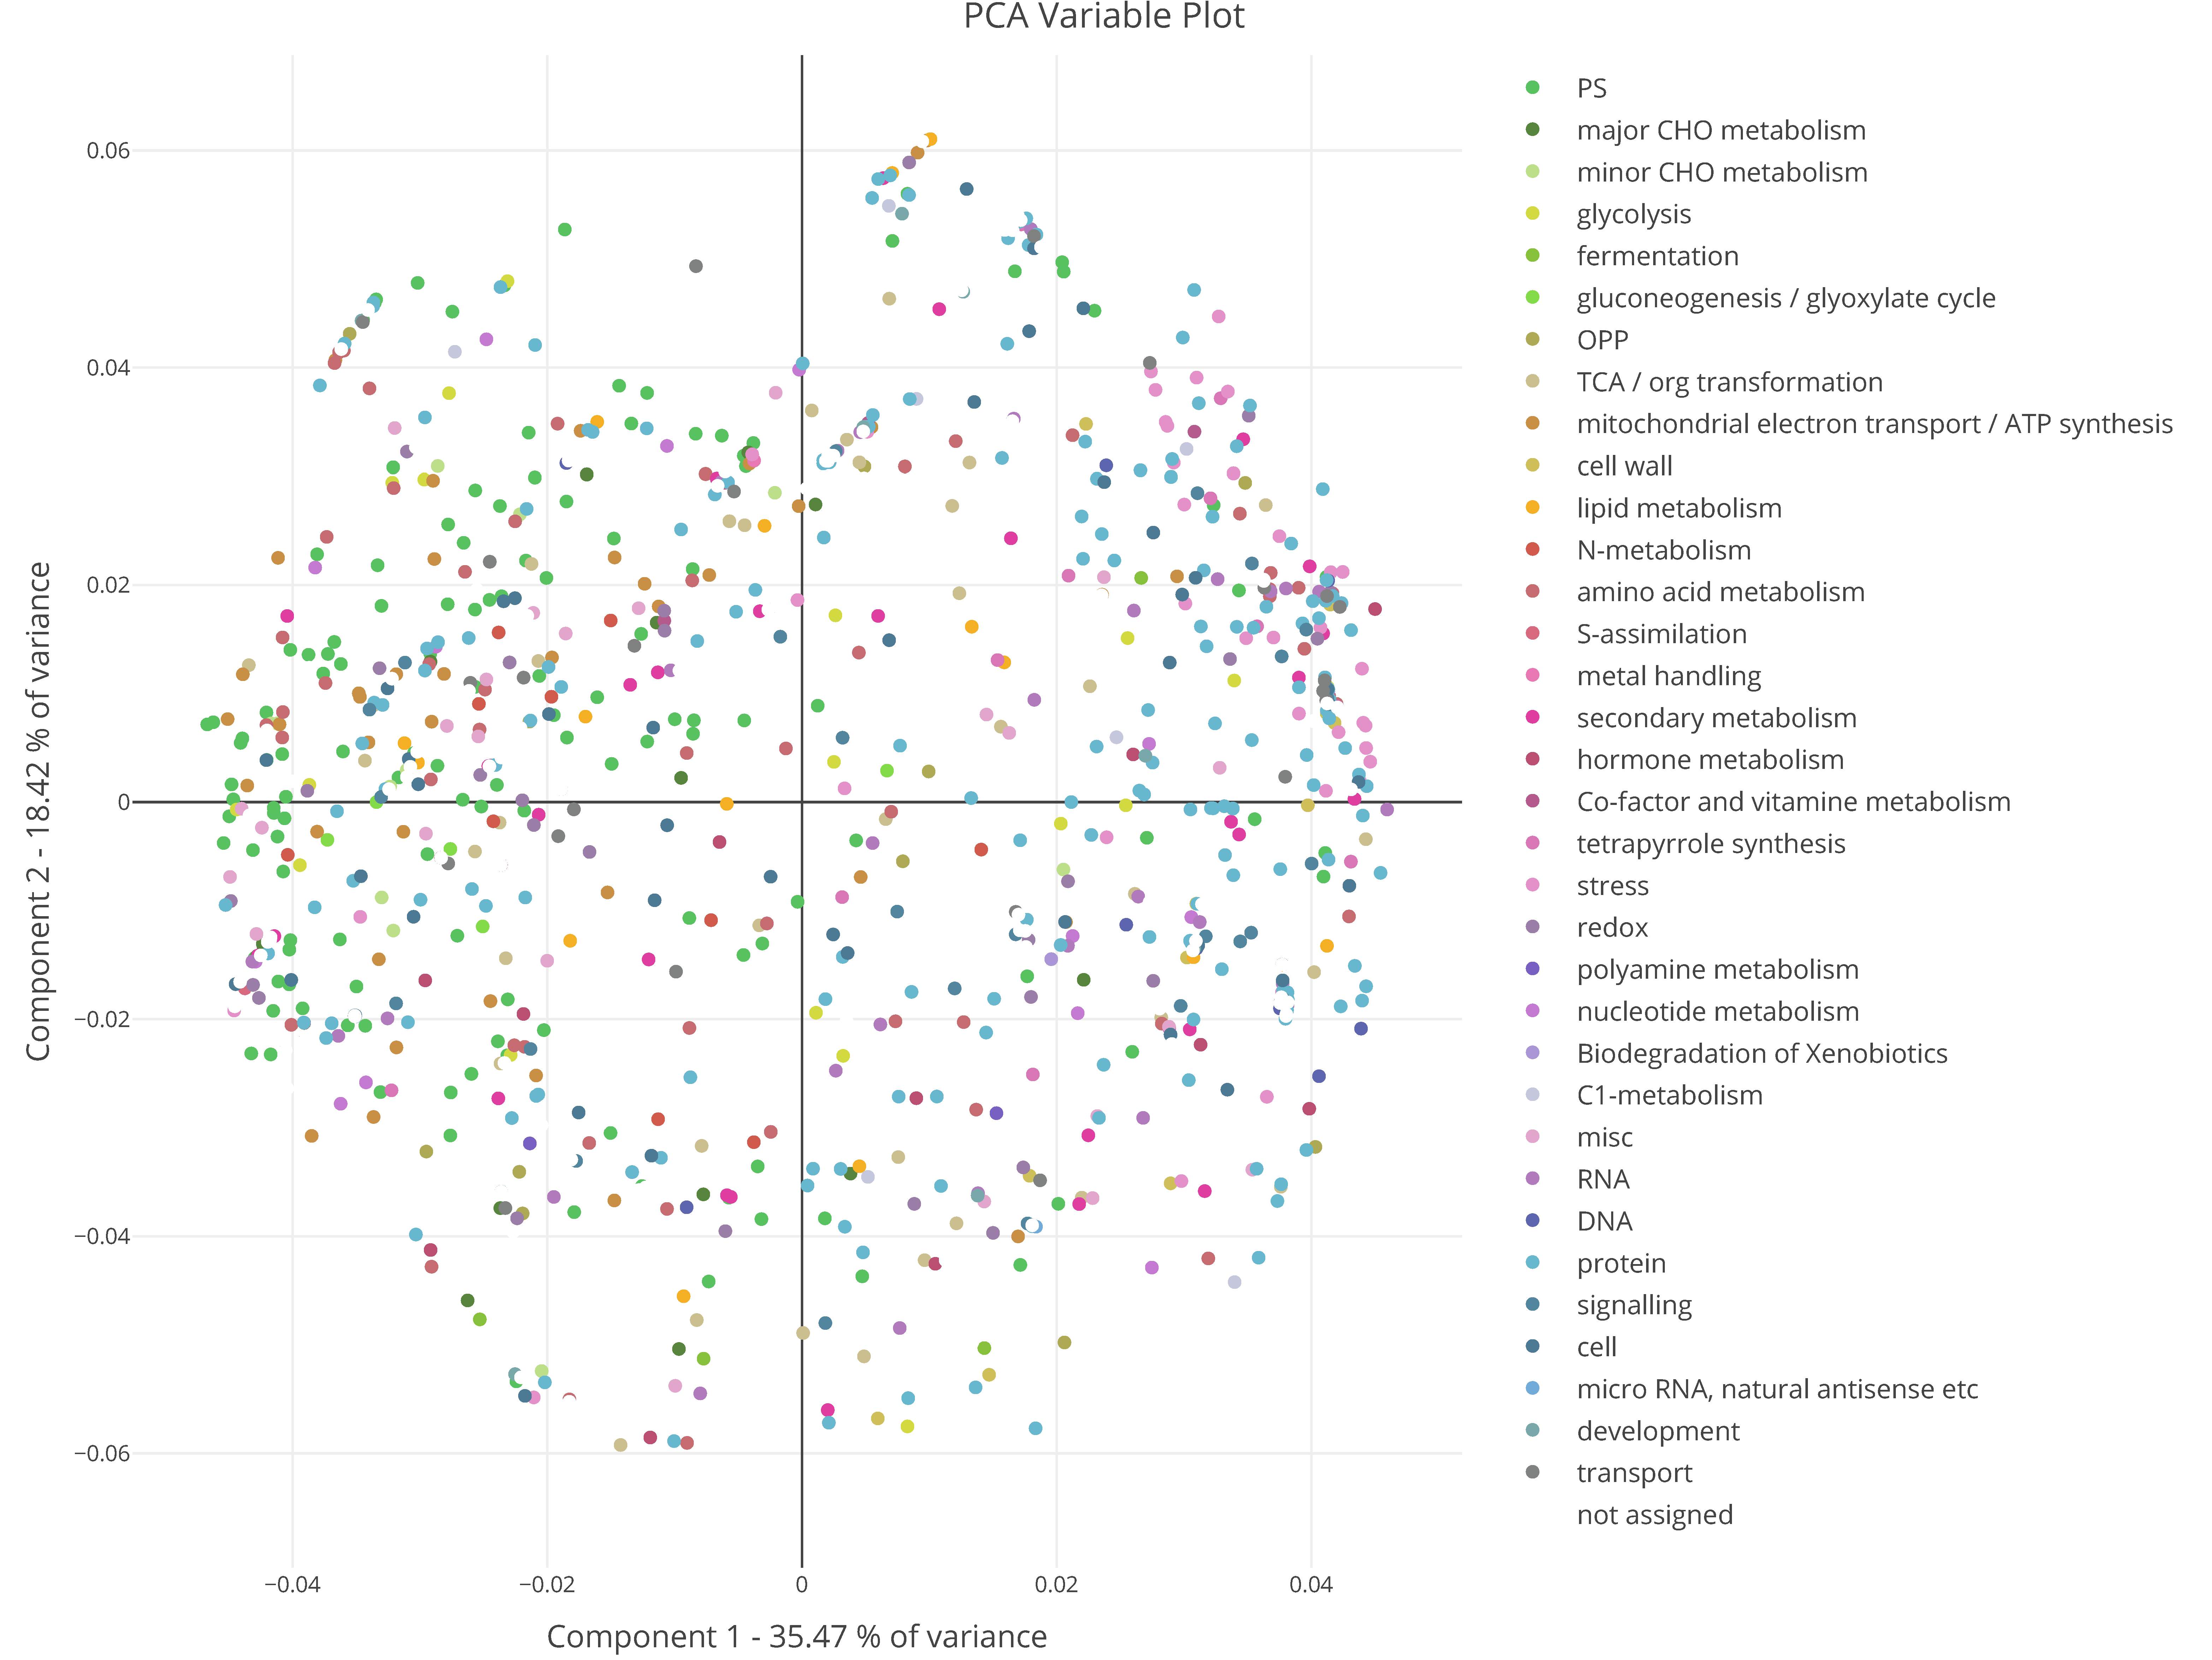 PCA Variable Plot
0.06
0.04
0.02
0
−0.02
−0.04
−0.06
Component 2 - 18.42 % of variance
−0.04
−0.02
0
0.02
0.04
Component 1 - 35.47 % of variance
PS
major CHO metabolism
minor CHO metabolism
glycolysis
fermentation
gluconeogenesis / glyoxylate cycle
OPP
TCA / org transformation
mitochondrial electron transport / ATP synthesis
cell wall
lipid metabolism
N-metabolism
amino acid metabolism
S-assimilation
metal handling
secondary metabolism
hormone metabolism
Co-factor and vitamine metabolism
tetrapyrrole synthesis
stress
redox
polyamine metabolism
nucleotide metabolism
Biodegradation of Xenobiotics
C1-metabolism
misc
RNA
DNA
protein
signalling
cell
micro RNA, natural antisense etc
development
transport
not assigned